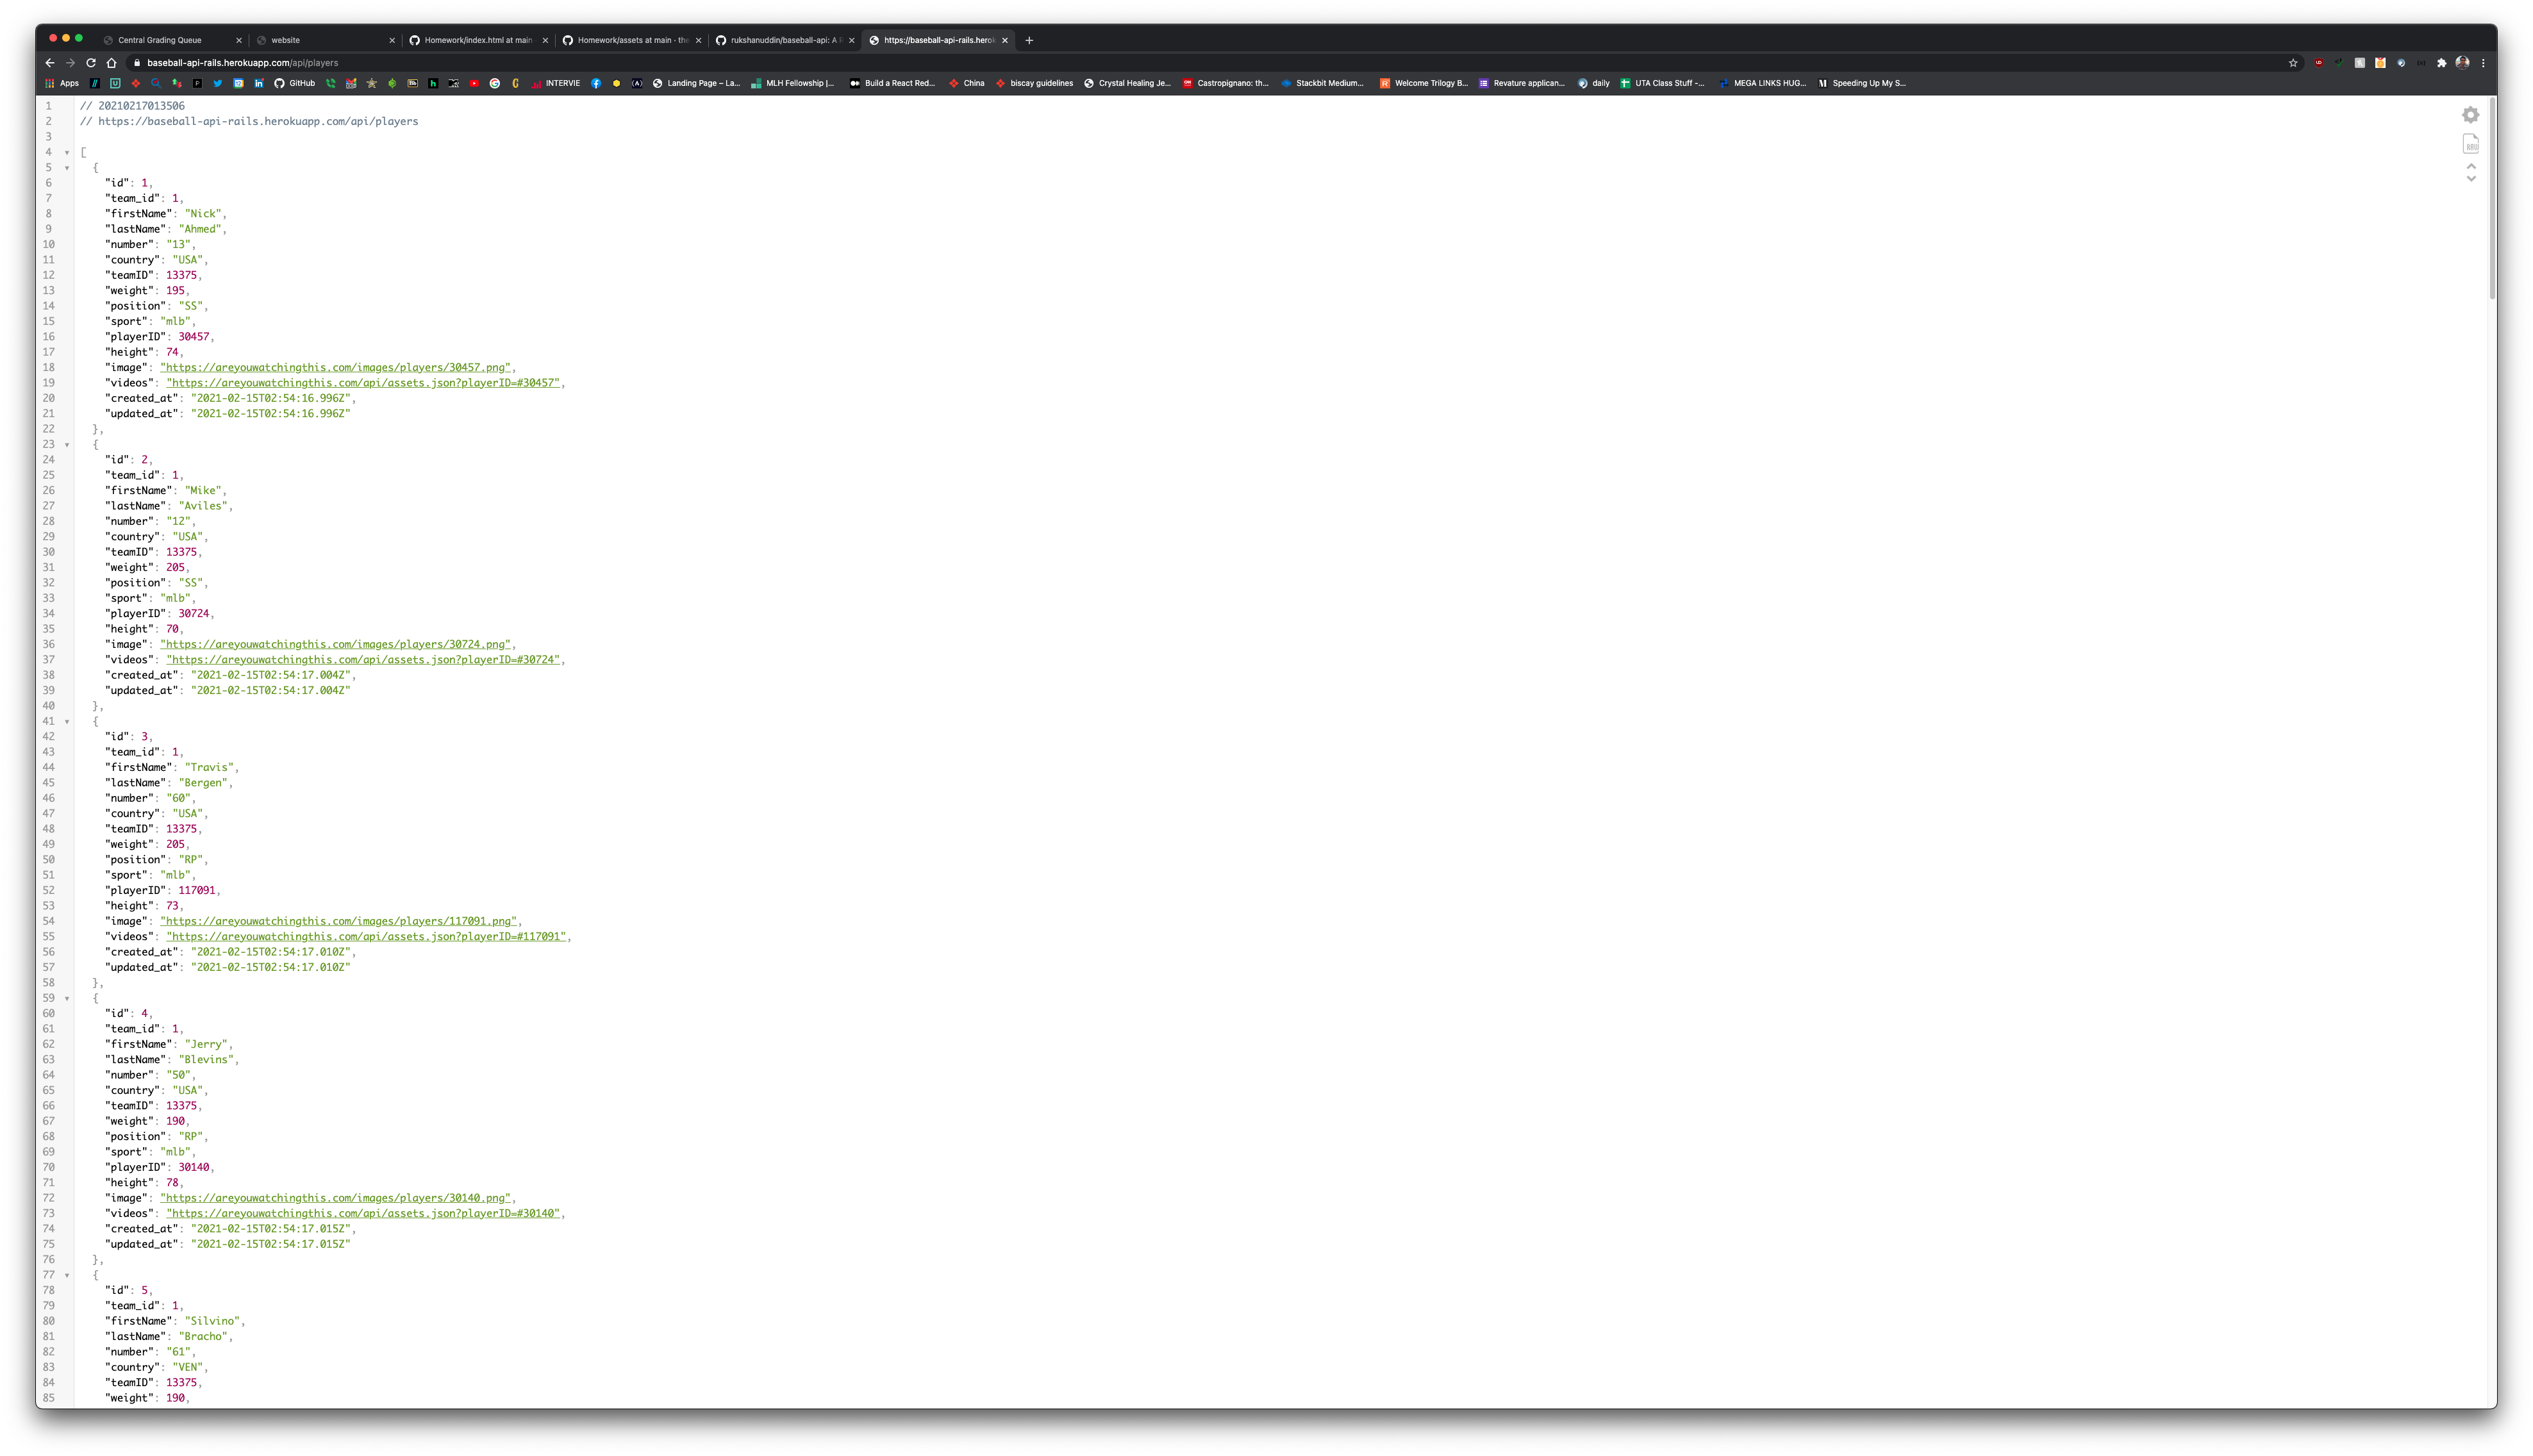 Central Grading Queue
website
Homework/index.html at main
Homework/assets at main · the
rukshanuddin/baseball-api: A
https://baseball-api-rails.herok
baseball-api-rails.herokuapp.com/api/players
Apps
GitHub
INTERVIE
Landing Page – La...
MLH Fellowship |...
Build a React Red...
China
biscay guidelines
Crystal Healing Je...
Castropignano: th...
Stackbit Medium...
Welcome Trilogy B...
Revature applican...
daily
UTA Class Stuff -...
MEGA LINKS HUG...
Speeding Up My S...
1 // 20210217013506
2 // https://baseball-api-rails.herokuapp.com/api/players
3
4 [
5 {
6 "id": 1,
7 "team_id": 1,
8 "firstName": "Nick",
9 "lastName": "Ahmed",
10 "number": "13",
11 "country": "USA",
12 "teamID": 13375,
13 "weight": 195,
14 "position": "SS",
15 "sport": "mlb",
16 "playerID": 30457,
17 "height": 74,
18 "image": "https://areyouwatchingthis.com/images/players/30457.png",
19 "videos": "https://areyouwatchingthis.com/api/assets.json?playerID=#30457",
20 "created_at": "2021-02-15T02:54:16.996Z",
21 "updated_at": "2021-02-15T02:54:16.996Z"
22 },
23 {
24 "id": 2,
25 "team_id": 1,
26 "firstName": "Mike",
27 "lastName": "Aviles",
28 "number": "12",
29 "country": "USA",
30 "teamID": 13375,
31 "weight": 205,
32 "position": "SS",
33 "sport": "mlb",
34 "playerID": 30724,
35 "height": 70,
36 "image": "https://areyouwatchingthis.com/images/players/30724.png",
37 "videos": "https://areyouwatchingthis.com/api/assets.json?playerID=#30724",
38 "created_at": "2021-02-15T02:54:17.004Z",
39 "updated_at": "2021-02-15T02:54:17.004Z"
40 },
41 {
42 "id": 3,
43 "team_id": 1,
44 "firstName": "Travis",
45 "lastName": "Bergen",
46 "number": "60",
47 "country": "USA",
48 "teamID": 13375,
49 "weight": 205,
50 "position": "RP",
51 "sport": "mlb",
52 "playerID": 117091,
53 "height": 73,
54 "image": "https://areyouwatchingthis.com/images/players/117091.png",
55 "videos": "https://areyouwatchingthis.com/api/assets.json?playerID=#117091",
56 "created_at": "2021-02-15T02:54:17.010Z",
57 "updated_at": "2021-02-15T02:54:17.010Z"
58 },
59 {
60 "id": 4,
61 "team_id": 1,
62 "firstName": "Jerry",
63 "lastName": "Blevins",
64 "number": "50",
65 "country": "USA",
66 "teamID": 13375,
67 "weight": 190,
68 "position": "RP",
69 "sport": "mlb",
70 "playerID": 30140,
71 "height": 78,
72 "image": "https://areyouwatchingthis.com/images/players/30140.png",
73 "videos": "https://areyouwatchingthis.com/api/assets.json?playerID=#30140",
74 "created_at": "2021-02-15T02:54:17.015Z",
75 "updated_at": "2021-02-15T02:54:17.015Z"
76 },
77 {
78 "id": 5,
79 "team_id": 1,
80 "firstName": "Silvino",
81 "lastName": "Bracho",
82 "number": "61",
83 "country": "VEN",
84 "teamID": 13375,
85 "weight": 190,